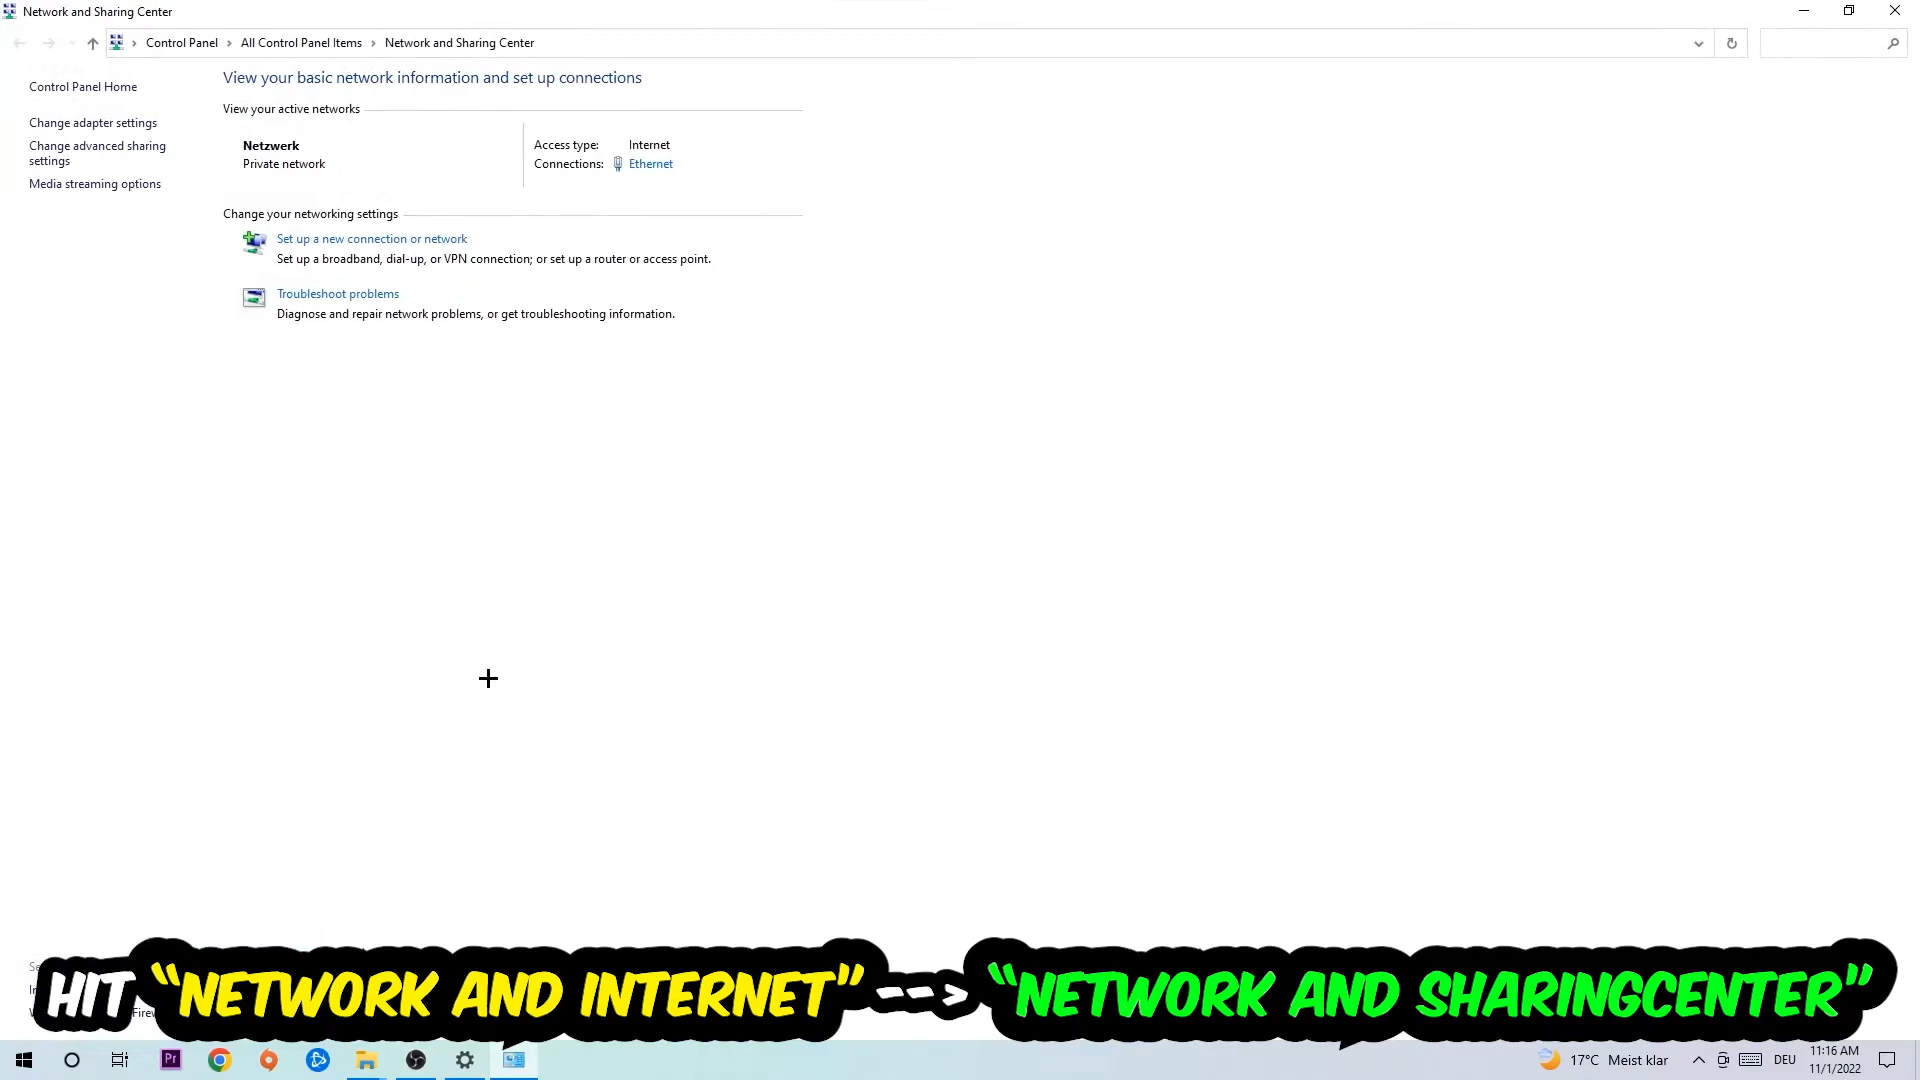 Network and Sharing Center
Control Panel › All Control Panel Items › Network and Sharing Center
Control Panel Home
Change adapter settings
Change advanced sharing
settings
Media streaming options
View your basic network information and set up connections
View your active networks
Netzwerk
Private network
Access type: Internet
Connections: Ethernet
Change your networking settings
Set up a new connection or network
Set up a broadband, dial-up, or VPN connection; or set up a router or access point.
Troubleshoot problems
Diagnose and repair network problems, or get troubleshooting information.
HIT “NETWORK AND INTERNET” ---> “NETWORK AND SHARINGCENTER”
Pr
17°C Meist klar
DEU
11:16 AM
11/1/2022